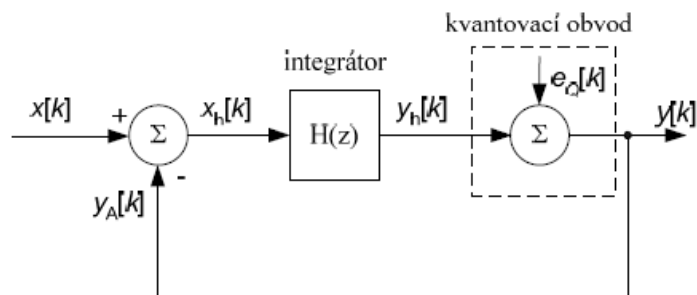 kvantovací obvod
integrátor
x[k]
+
Σ
xh[k]
H(z)
yh[k]
eQ[k]
Σ
y[k]
-
yA[k]